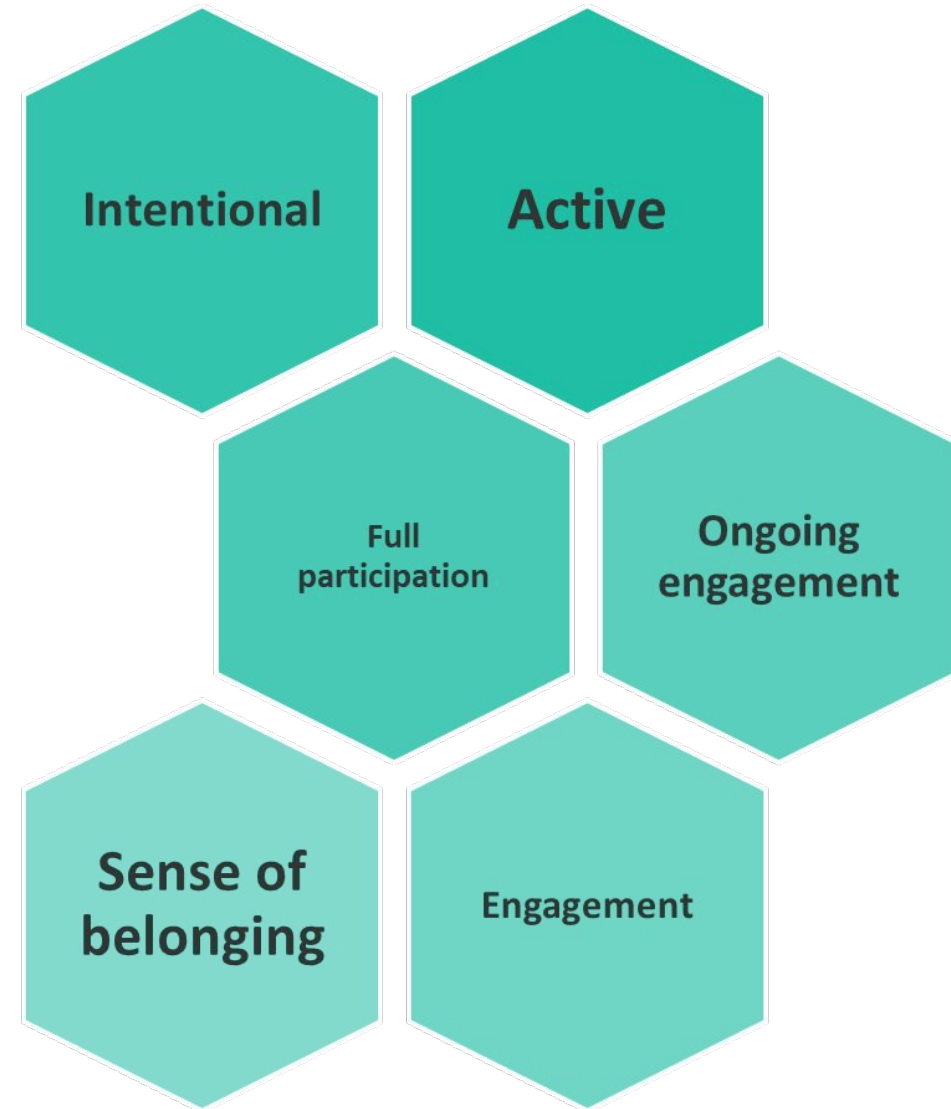 Intentional
Active
Full
participation
Ongoing
engagement
Sense of
belonging
Engagement